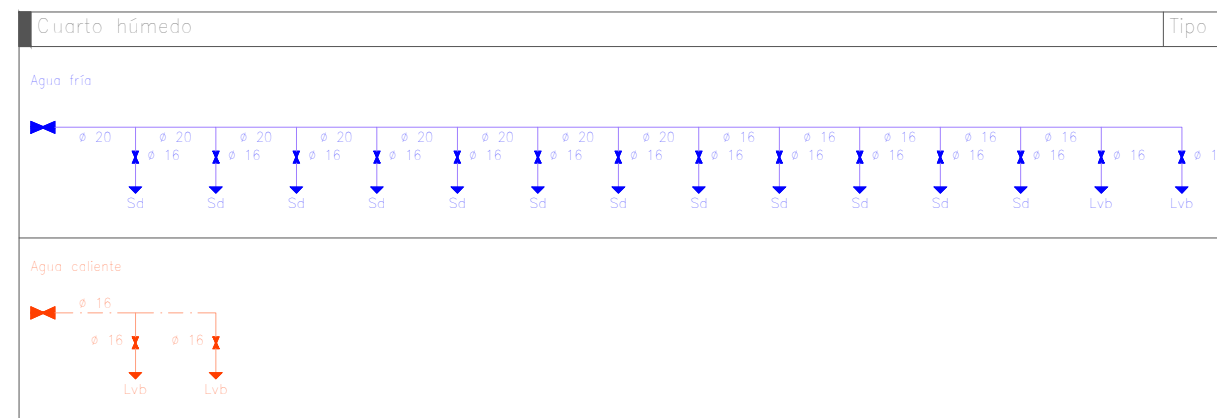 Cuarto húmedo Tipo
Agua fría
ø 20 ø 20 ø 20 ø 20 ø 20 ø 20 ø 20 ø 20 ø 16 ø 16 ø 16 ø 16 ø 16
ø 16 ø 16 ø 16 ø 16 ø 16 ø 16 ø 16 ø 16 ø 16 ø 16 ø 16 ø 16 ø 16 ø 1
Sd Sd Sd Sd Sd Sd Sd Sd Sd Sd Sd Sd Lvb Lvb
Agua caliente
ø 16
ø 16 ø 16
Lvb Lvb